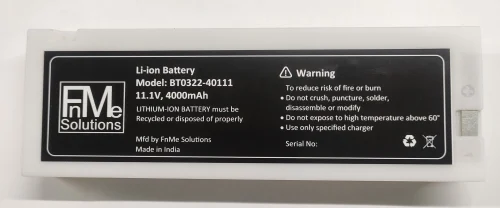 FnMe
Solutions
Li-ion Battery
Model: BT0322-40111
11.1V, 4000mAh
LITHIUM-ION BATTERY must be
Recycled or disposed of properly
Mfd by FnMe Solutions
Made in India
Warning
To reduce risk of fire or burn
• Do not crush, puncture, solder,
disassemble or modify
• Do not expose to high temperature above 60°
• Use only specified charger
Serial No: